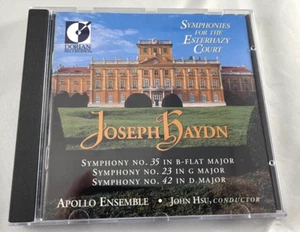 DORIAN
SYMPHONIES
FOR THE
ESTERHAZY
COURT
JOSEPH HAYDN
SYMPHONY NO. 35 IN B-FLAT MAJOR
SYMPHONY NO. 23 IN G MAJOR
SYMPHONY NO. 42 IN D MAJOR
APOLLO ENSEMBLE • JOHN HSU, CONDUCTOR